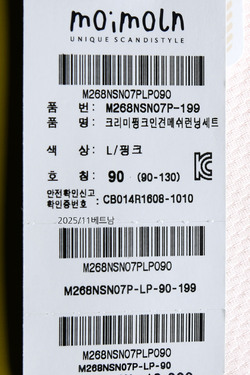 moimoln
UNIQUE SCANDISTYLE
M268NSN07PLP090
품 번: M268NSN07P-199
품 명: 크리미핑크인견메쉬런닝세트
색 상: L/핑크
호 칭: 90 (90-130)
안전확인신고
확인증번호 : CB014R1608-1010
2025/11베트남
M268NSN07PLP090
M268NSN07P-LP-90-199
M268NSN07PLP090
M268NSN07P-LP-90